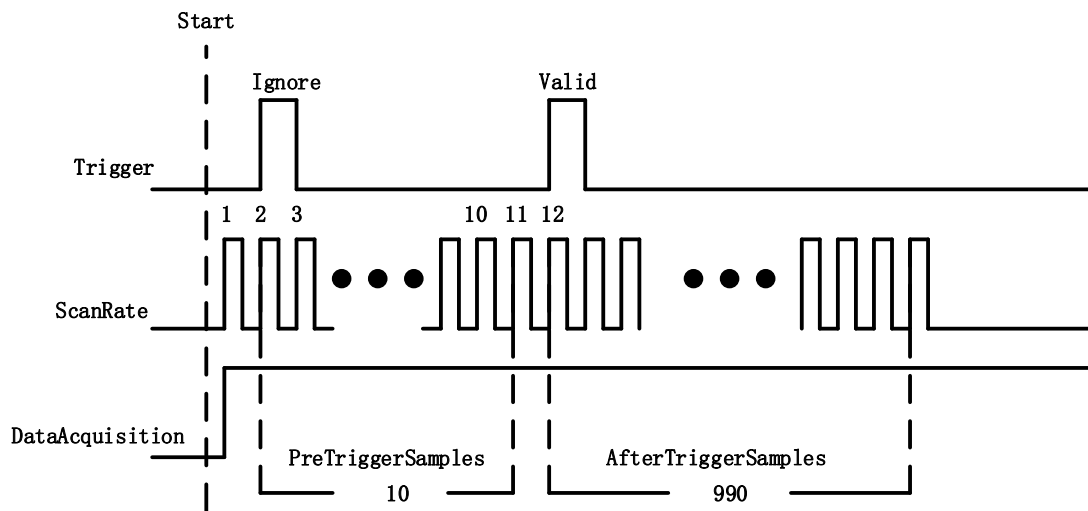 Start
Ignore
Valid
Trigger
1 2 3 10 11 12
ScanRate
DataAcquisition
PreTriggerSamples
10
AfterTriggerSamples
990